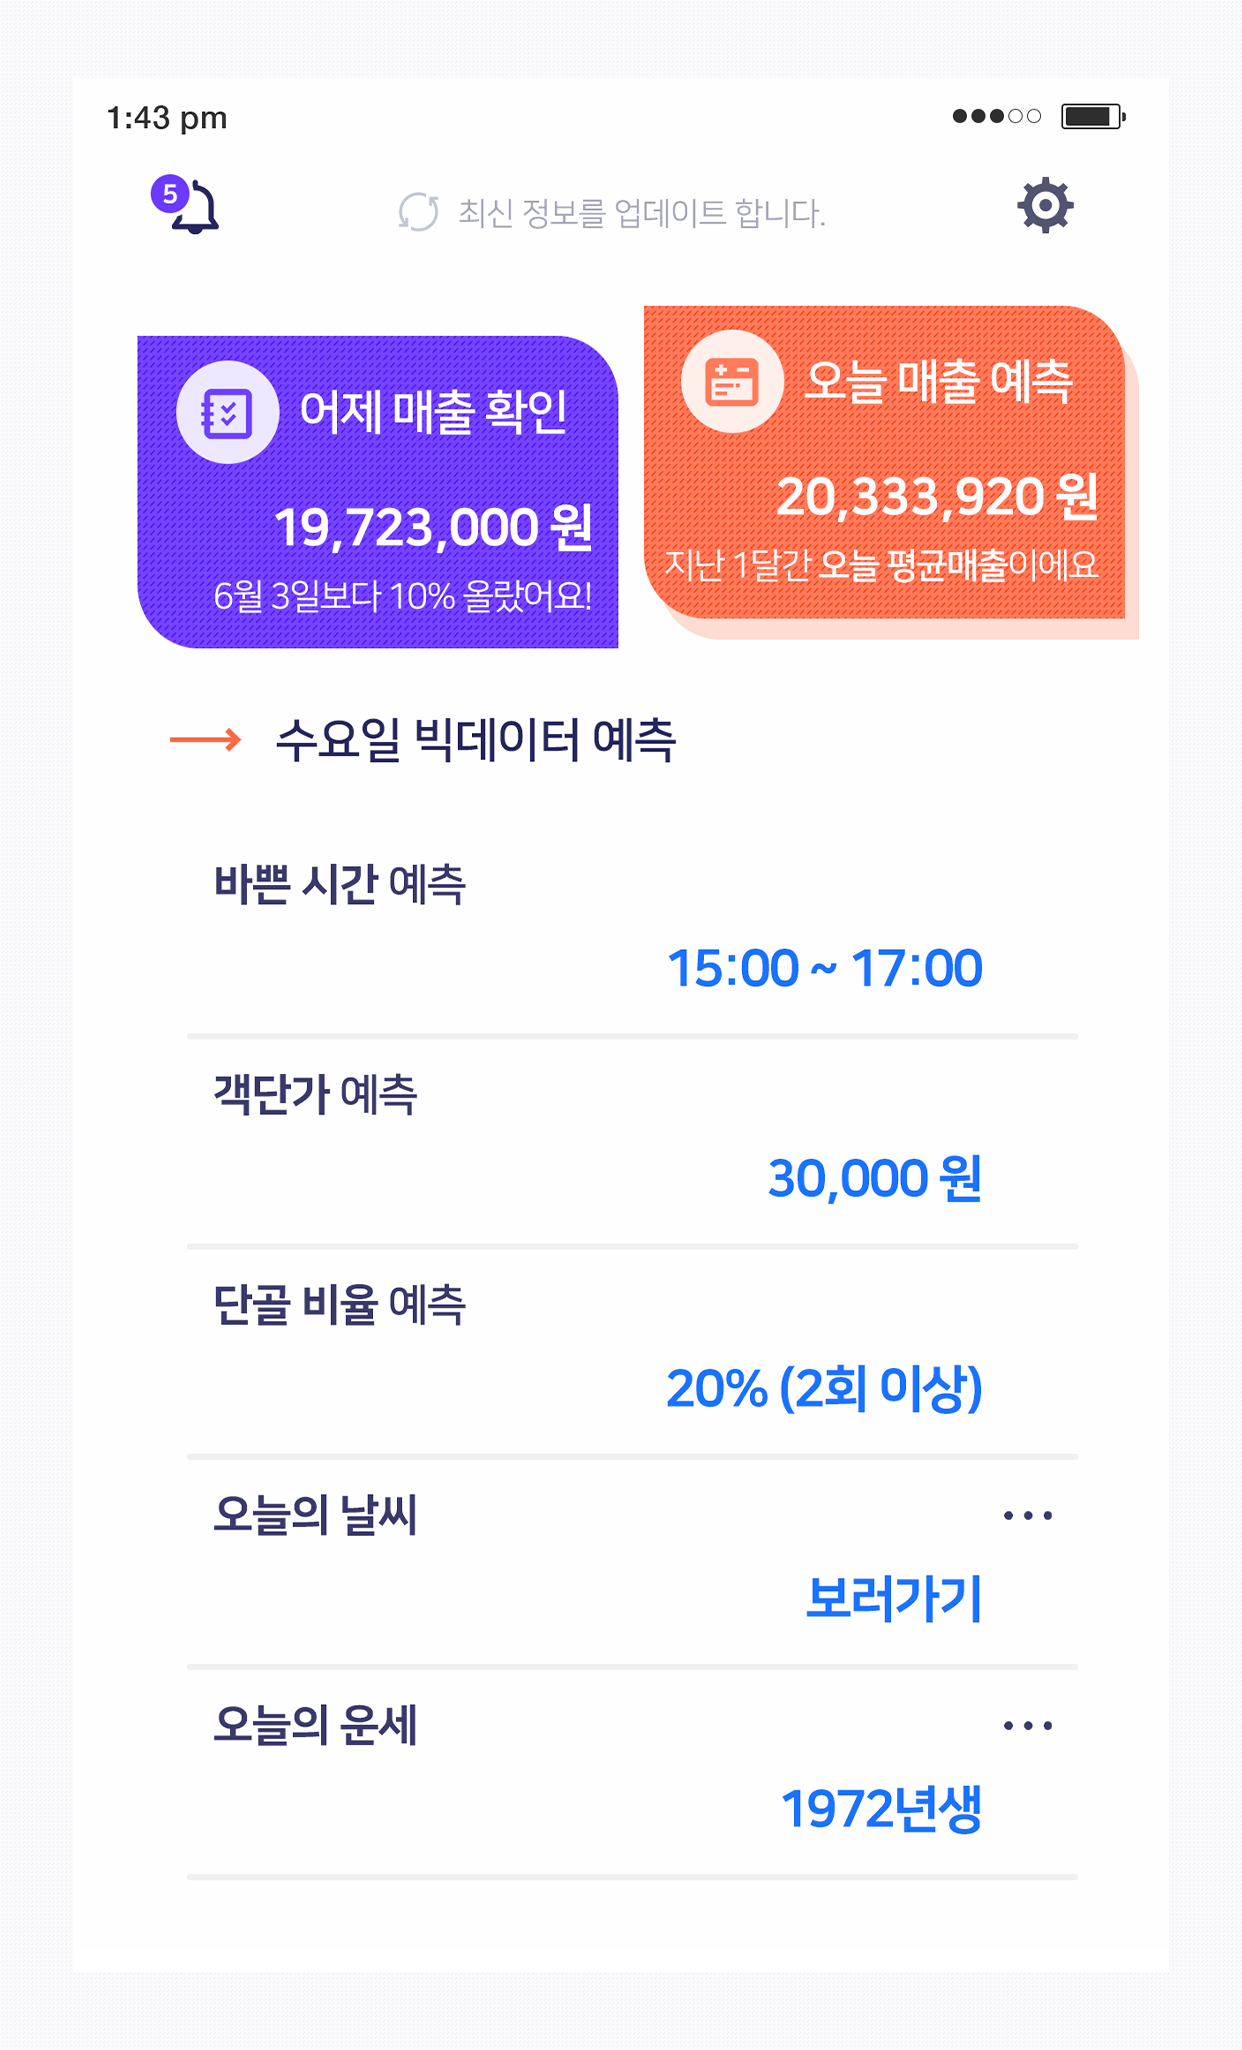 1:43 pm
5
최신 정보를 업데이트 합니다.
어제 매출 확인
19,723,000 원
6월 3일보다 10% 올랐어요!
오늘 매출 예측
20,333,920 원
지난 1달간 오늘 평균매출이에요
수요일 빅데이터 예측
바쁜 시간 예측
15:00 ~ 17:00
객단가 예측
30,000 원
단골 비율 예측
20% (2회 이상)
오늘의 날씨
보러가기
오늘의 운세
1972년생